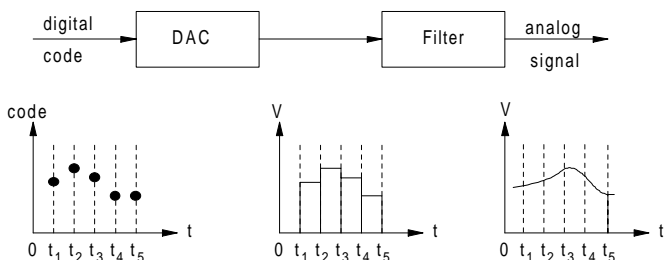 digital
code
DAC
Filter
analog
signal
code
t
0 t₁ t₂ t₃ t₄ t₅
V
t
0 t₁ t₂ t₃ t₄ t₅
V
t
0 t₁ t₂ t₃ t₄ t₅